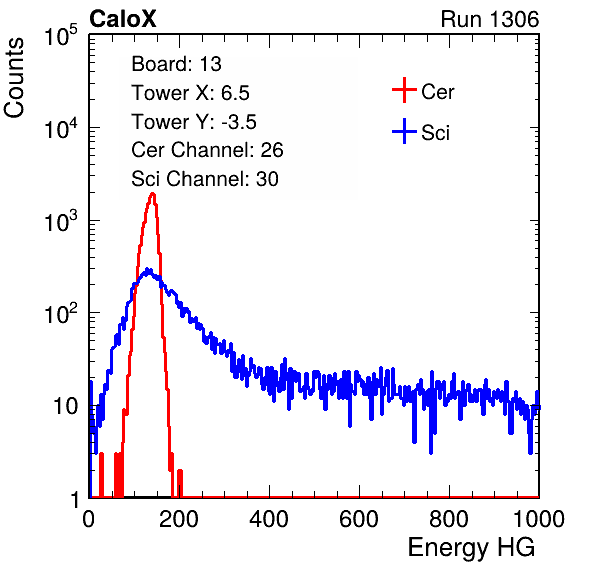 CaloX Run 1306
Counts
Board: 13
Tower X: 6.5
Tower Y: -3.5
Cer Channel: 26
Sci Channel: 30
Cer
Sci
10^5
10^4
10^3
10^2
10
1
0 200 400 600 800 1000
Energy HG